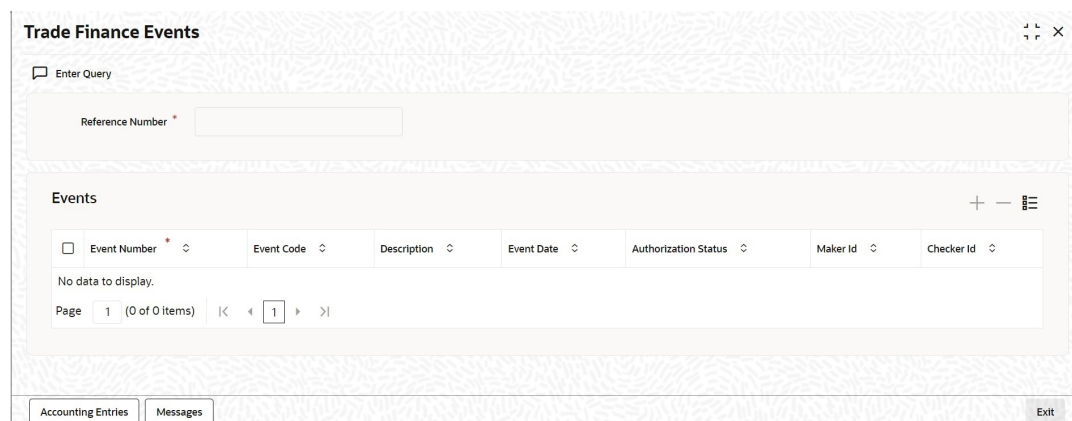 Trade Finance Events
Enter Query
Reference Number *
Events
Event Number * Event Code Description Event Date Authorization Status Maker Id Checker Id
No data to display.
Page 1 (0 of 0 items) 1
Accounting Entries Messages Exit